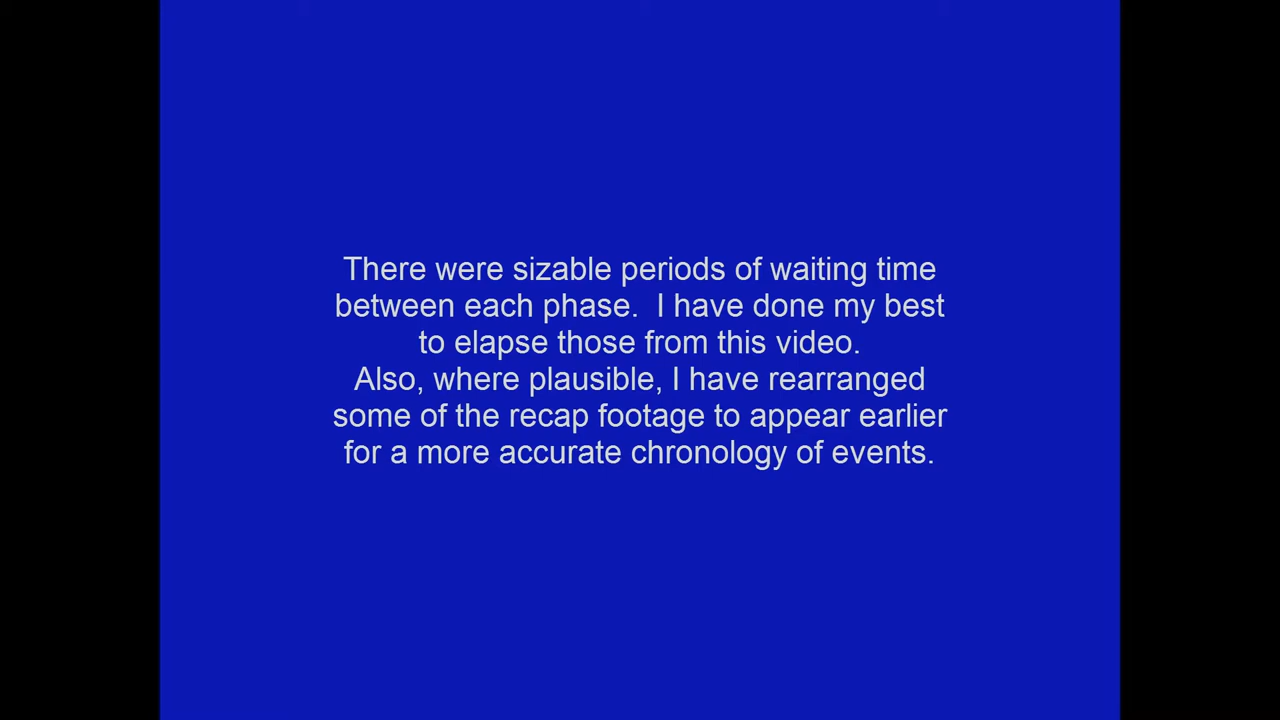 There were sizable periods of waiting time
between each phase.  I have done my best
to elapse those from this video.
Also, where plausible, I have rearranged
some of the recap footage to appear earlier
for a more accurate chronology of events.